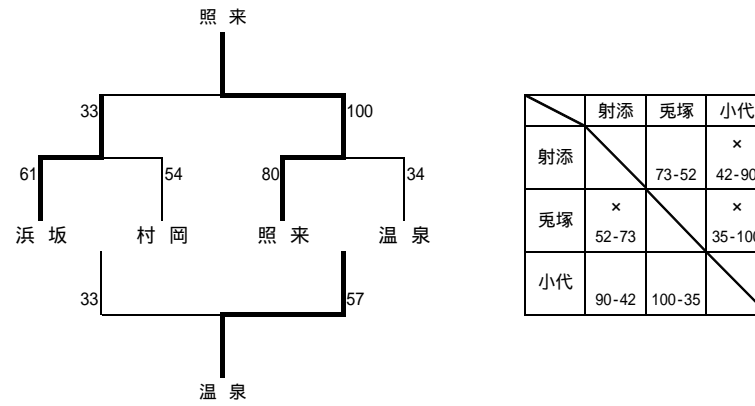 照 来
33 100
61 54 80 34
浜 坂 村 岡 照 来 温 泉
33 57
温 泉
射添 兎塚 小代
射添 × 
73-52 42-90
兎塚 × ×
52-73 35-100
小代
90-42 100-35